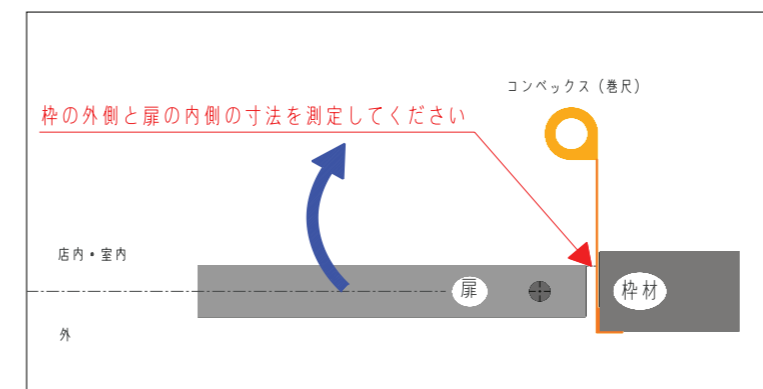 コンベックス（巻尺）
枠の外側と扉の内側の寸法を測定してください
店内・室内
扉
枠材
外